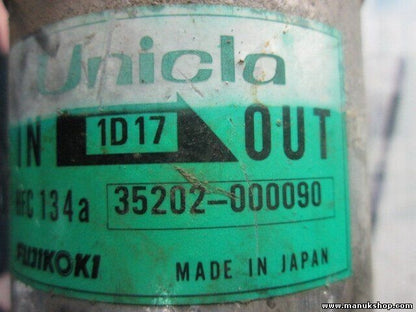 Unicla
IN 1D17 OUT
HFC 134a 35202-000090
FUJIKOKI MADE IN JAPAN
www.manukshop.com